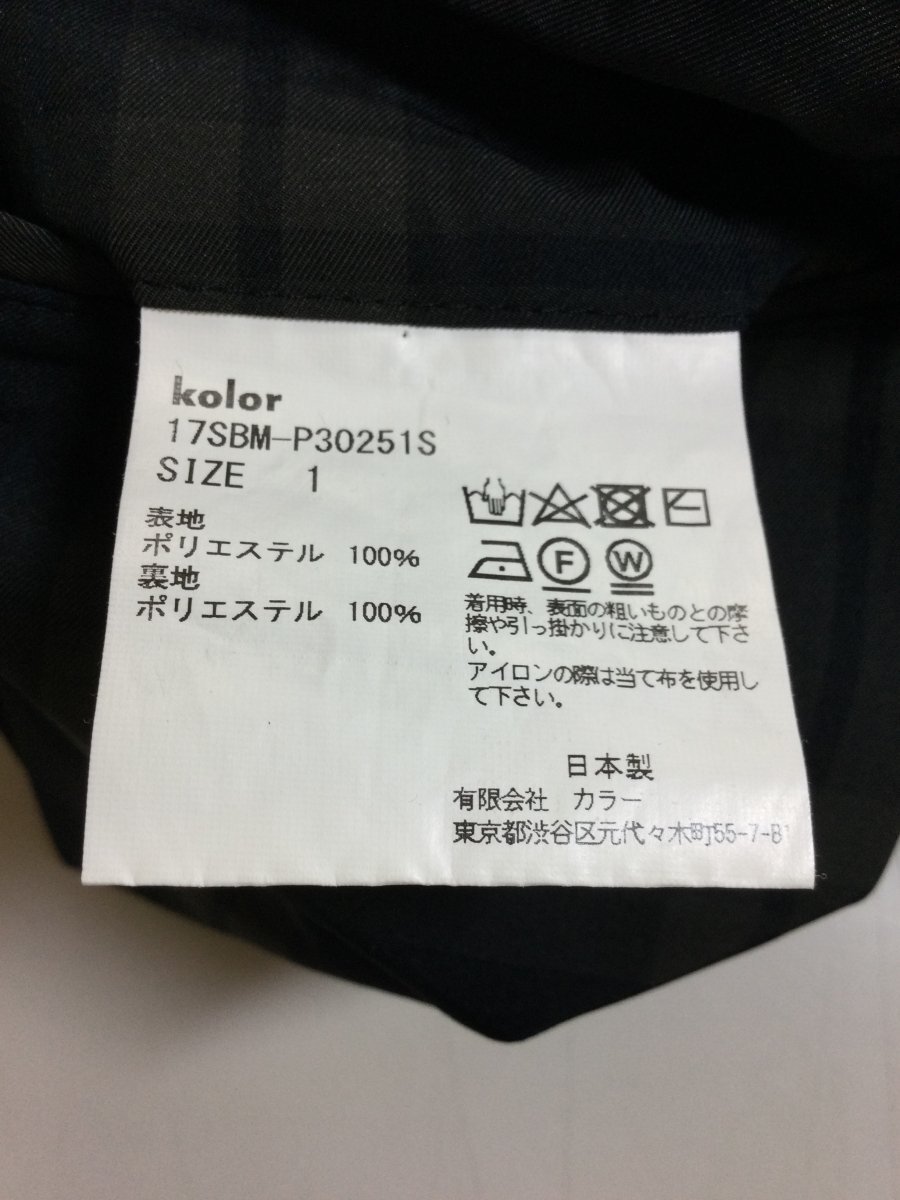 kolor
17SBM-P30251S
SIZE 1
表地
ポリエステル 100%
裏地
ポリエステル 100%
F
W
着用時、表面の粗いものとの摩
擦や引っ掛かりに注意して下さ
い。
アイロンの際は当て布を使用し
て下さい。
日本製
有限会社 カラー
東京都渋谷区元代々木町55-7-B1